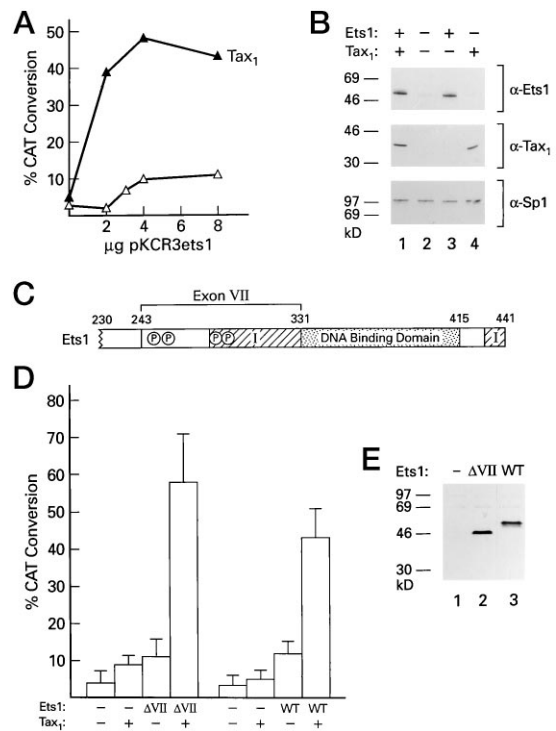 A
50
40
30
20
10
% CAT Conversion
Tax1
2 4 6 8
μg pKCR3ets1
B
Ets1: + − + −
Tax1: + − − +
69
46
α-Ets1
46
30
α-Tax1
97
69
α-Sp1
kD
1 2 3 4
C
Exon VII
230 243 331 415 441
Ets1 P P P P I DNA Binding Domain I
D
80
70
60
50
40
30
20
10
% CAT Conversion
Ets1: − − ΔVII ΔVII − − WT WT
Tax1: − + − + − + − +
E
Ets1: − ΔVII WT
97
69
46
30
kD
1 2 3